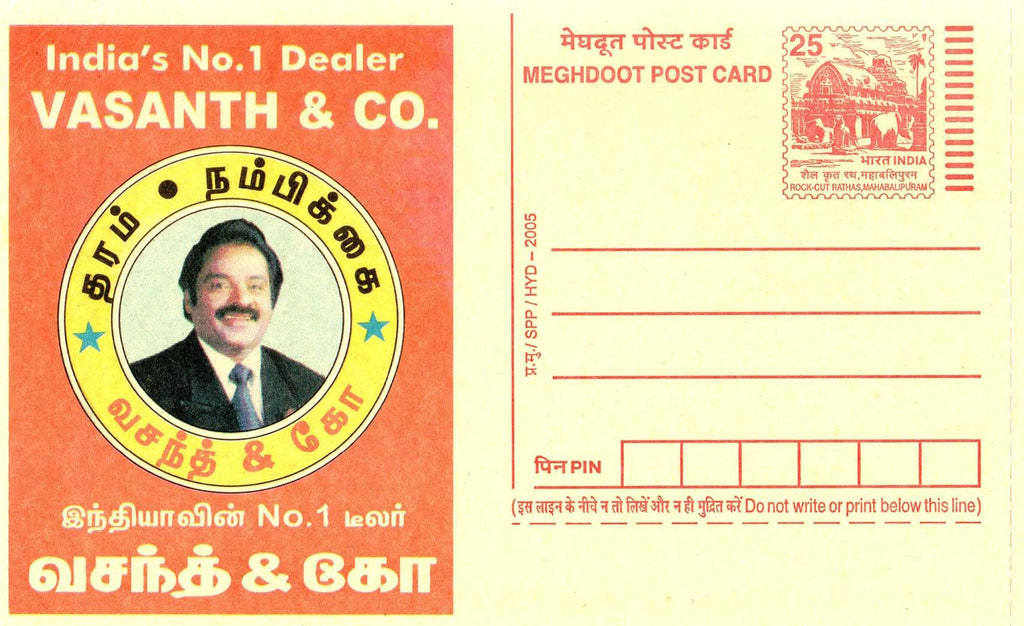 India's No.1 Dealer
VASANTH & CO.
தரம் • நம்பிக்கை
வசந்த் & கோ
இந்தியாவின் No.1 டீலர்
வசந்த் & கோ
मेघदूत पोस्ट कार्ड
MEGHDOOT POST CARD
25
भारत INDIA
शैल कृत रथ, महाबलिपुरम
ROCK-CUT RATHAS, MAHABALIPURAM
प्र.मु./ SPP / HYD – 2005
पिन PIN
(इस लाइन के नीचे न तो लिखें और न ही मुद्रित करें Do not write or print below this line)